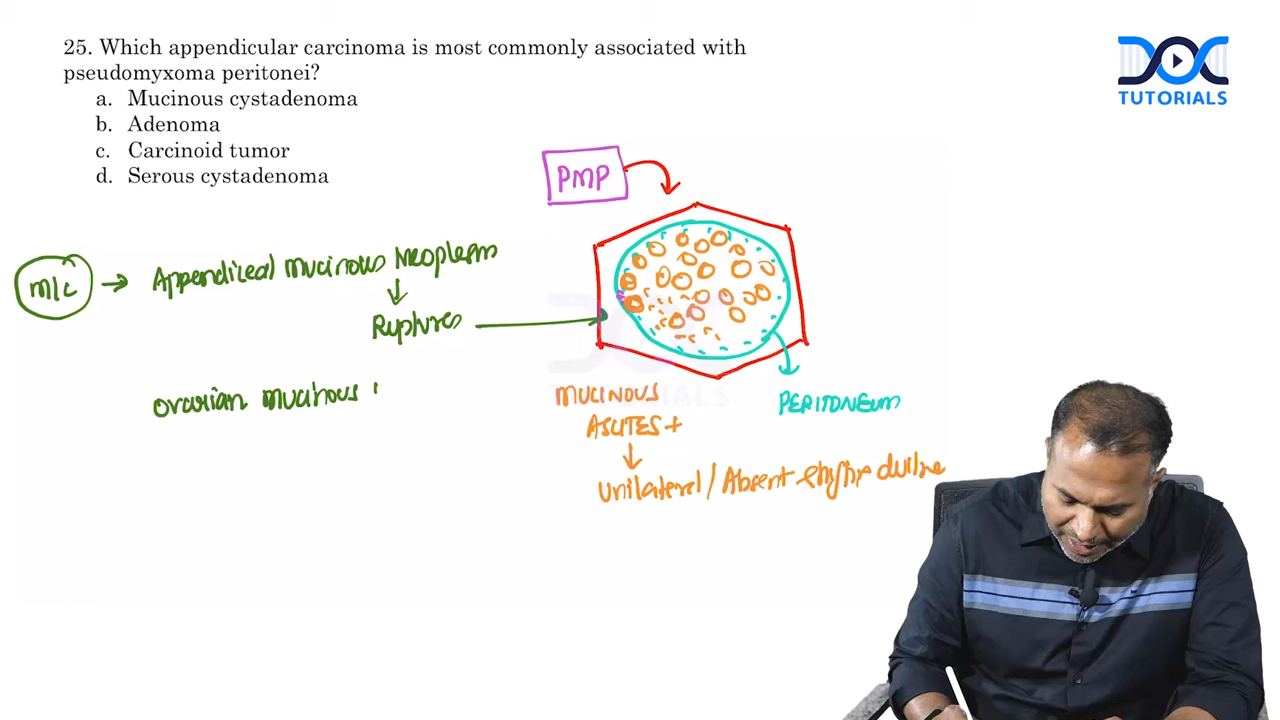 25. Which appendicular carcinoma is most commonly associated with
pseudomyxoma peritonei?
a. Mucinous cystadenoma
b. Adenoma
c. Carcinoid tumor
d. Serous cystadenoma
TUTORIALS
PMP
M/C → Appendiceal mucinous Neoplasm
Ruptures
ovarian mucinous
MUCINOUS
ASCITES +
PERITONEUM
Unilateral / Absent
TUTORIALS